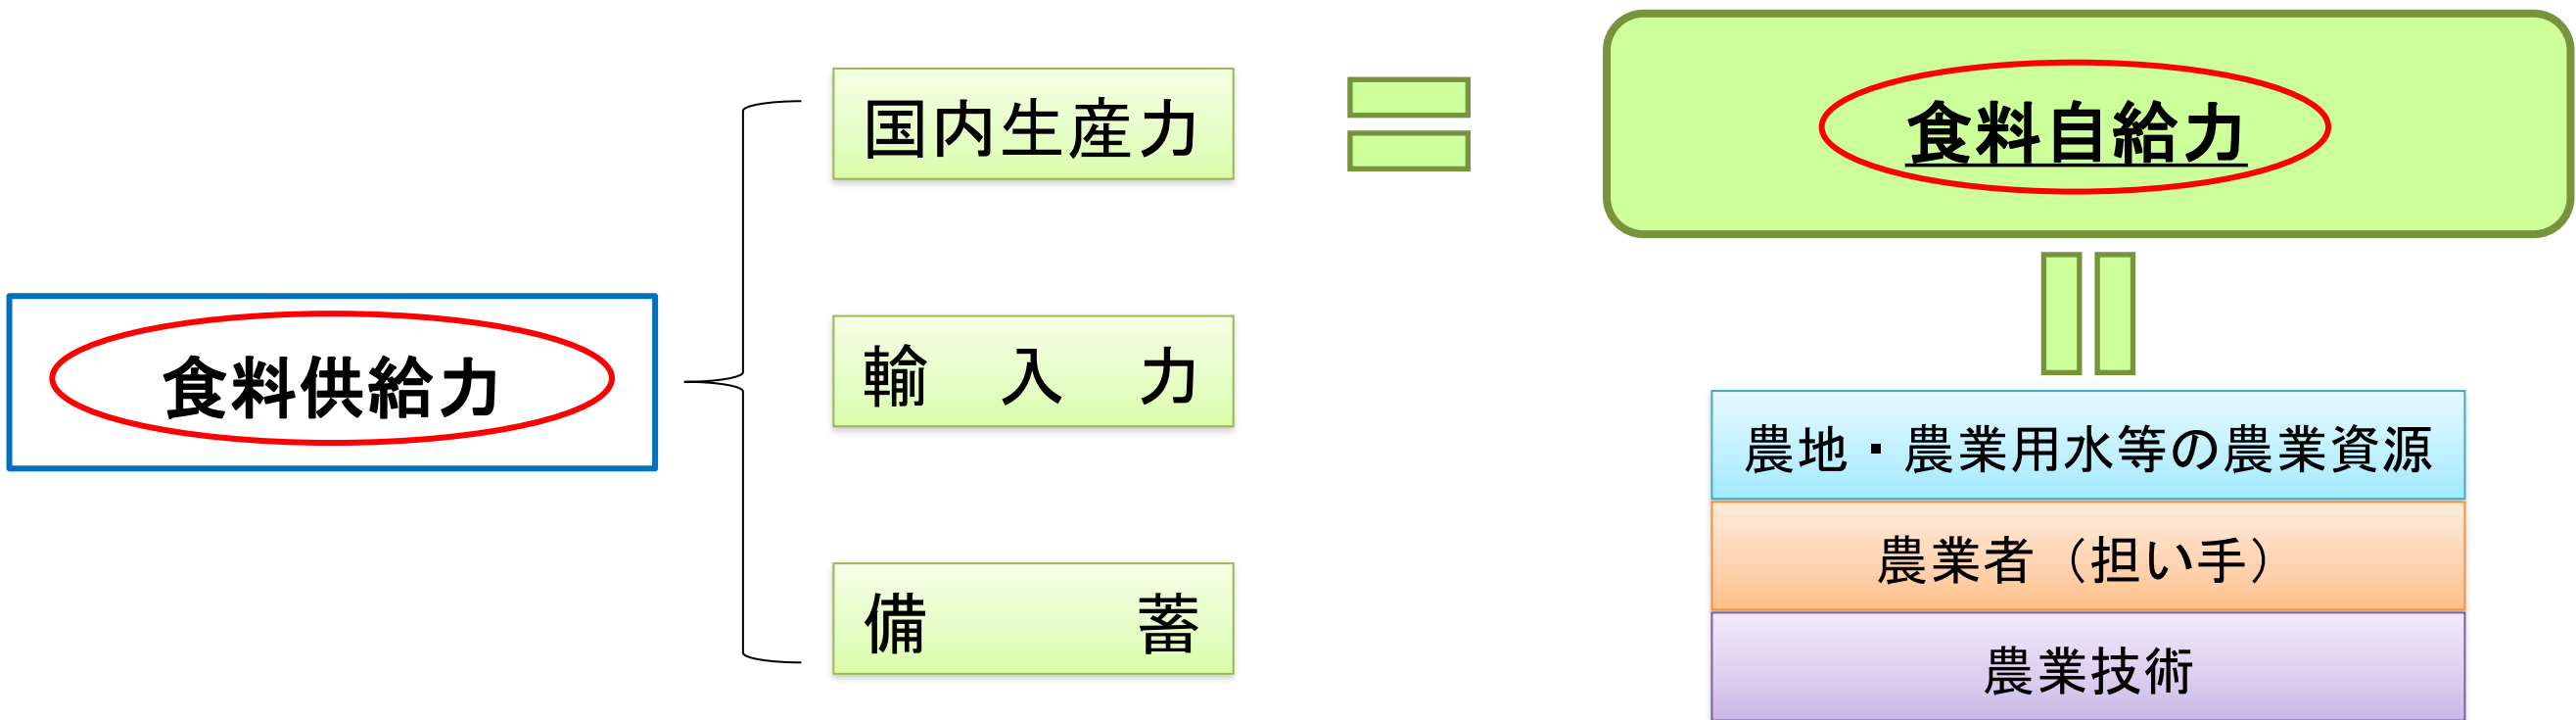 食料供給力
国内生産力
輸入力
備蓄
食料自給力
農地・農業用水等の農業資源
農業者（担い手）
農業技術